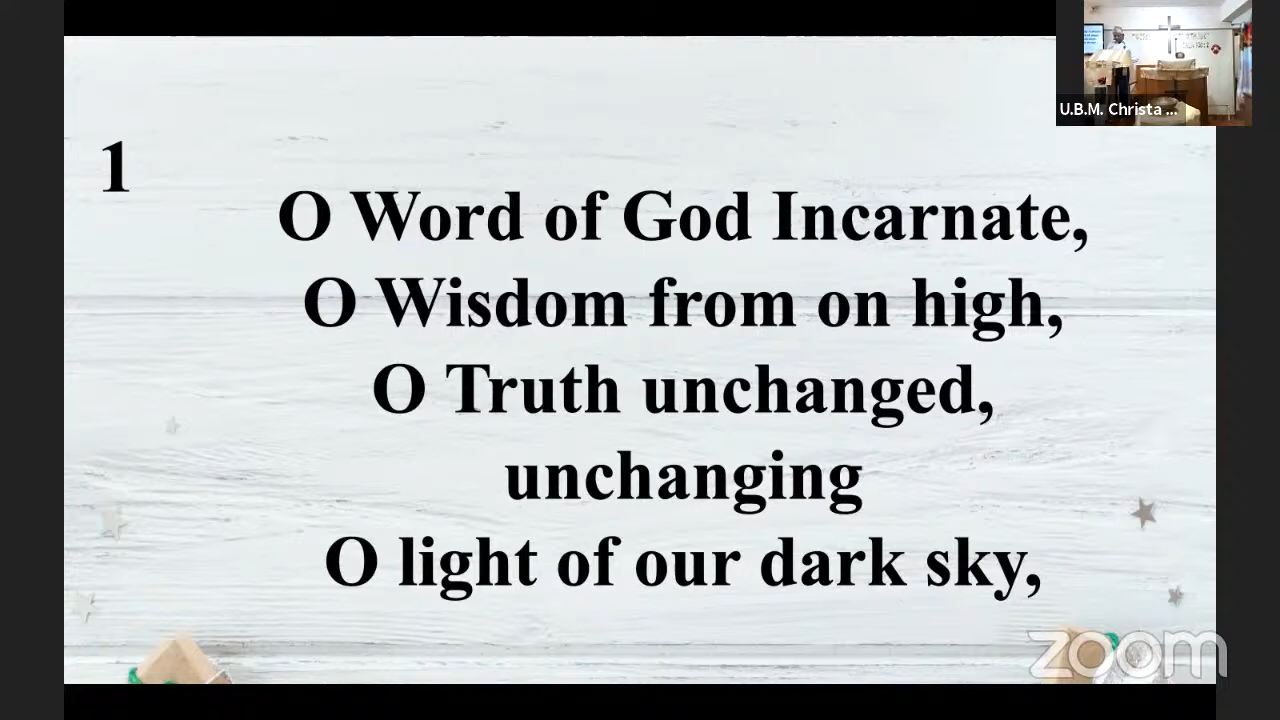 U.B.M. Christa ...
1
O Word of God Incarnate,
O Wisdom from on high,
O Truth unchanged,
unchanging
O light of our dark sky,
zoom